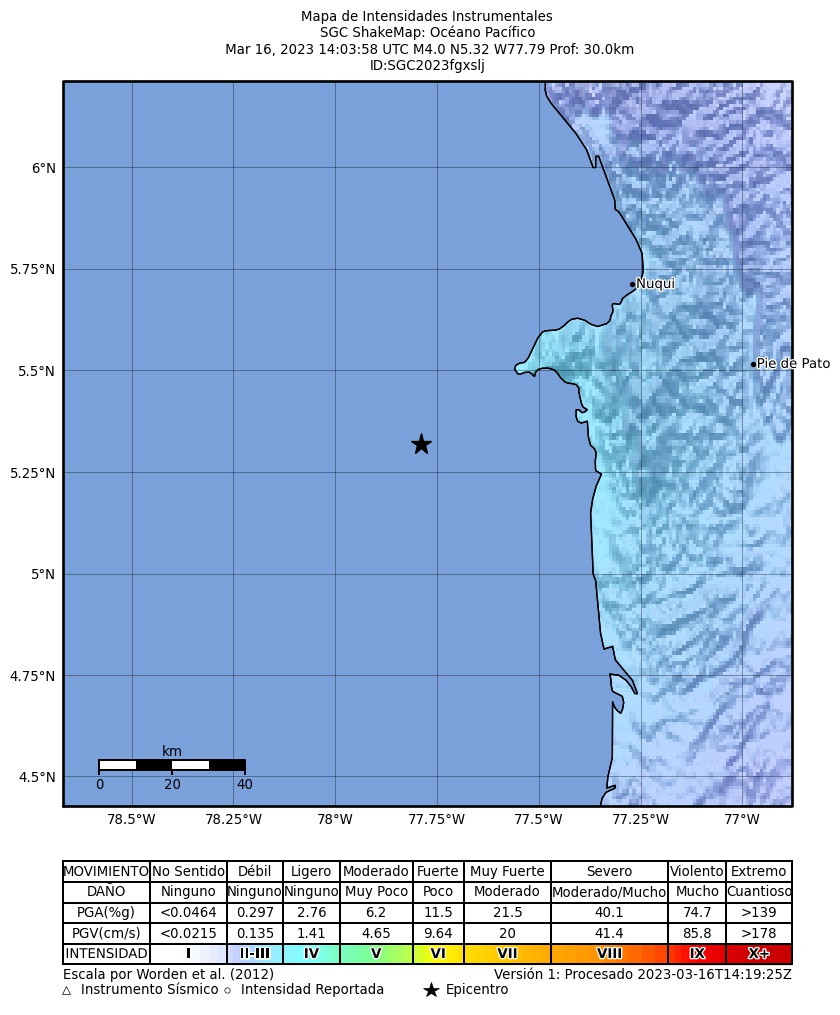 Mapa de Intensidades Instrumentales
SGC ShakeMap: Océano Pacífico
Mar 16, 2023 14:03:58 UTC M4.0 N5.32 W77.79 Prof: 30.0km
ID:SGC2023fgxslj
6°N
5.75°N
Nuqui
5.5°N
Pie de Pato
5.25°N
5°N
4.75°N
km
4.5°N
0 20 40
78.5°W 78.25°W 78°W 77.75°W 77.5°W 77.25°W 77°W
MOVIMIENTO No Sentido Débil Ligero Moderado Fuerte Muy Fuerte Severo Violento Extremo
DAÑO Ninguno Ninguno Ninguno Muy Poco Poco Moderado Moderado/Mucho Mucho Cuantioso
PGA(%g) <0.0464 0.297 2.76 6.2 11.5 21.5 40.1 74.7 >139
PGV(cm/s) <0.0215 0.135 1.41 4.65 9.64 20 41.4 85.8 >178
INTENSIDAD I II-III IV V VI VII VIII IX X+
Escala por Worden et al. (2012) Versión 1: Procesado 2023-03-16T14:19:25Z
Instrumento Sísmico Intensidad Reportada Epicentro